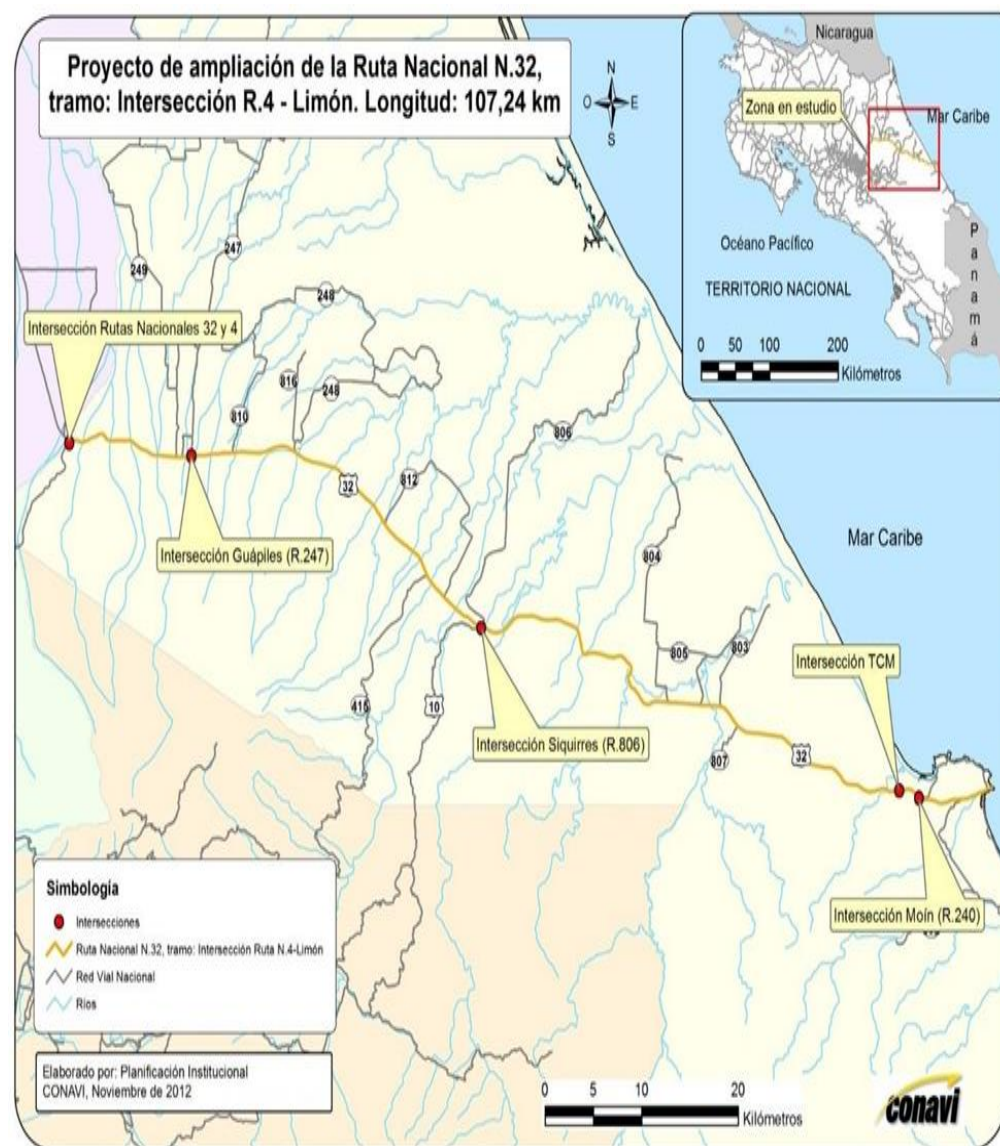 Proyecto de ampliación de la Ruta Nacional N.32,
tramo: Intersección R.4 - Limón. Longitud: 107,24 km
N
O
E
S
Nicaragua
Zona en estudio
Mar Caribe
Océano Pacífico
TERRITORIO NACIONAL
Panamá
0 50 100 200
Kilómetros
247
249
248
Intersección Rutas Nacionales 32 y 4
816
248
810
806
32
812
Intersección Guápiles (R.247)
Mar Caribe
804
805
803
Intersección TCM
415
10
Intersección Siquirres (R.806)
807
32
Intersección Moín (R.240)
Simbología
Intersecciones
Ruta Nacional N.32, tramo: Intersección Ruta N.4-Limón
Red Vial Nacional
Ríos
Elaborado por: Planificación Institucional
CONAVI, Noviembre de 2012
0 5 10 20
Kilómetros
conavi